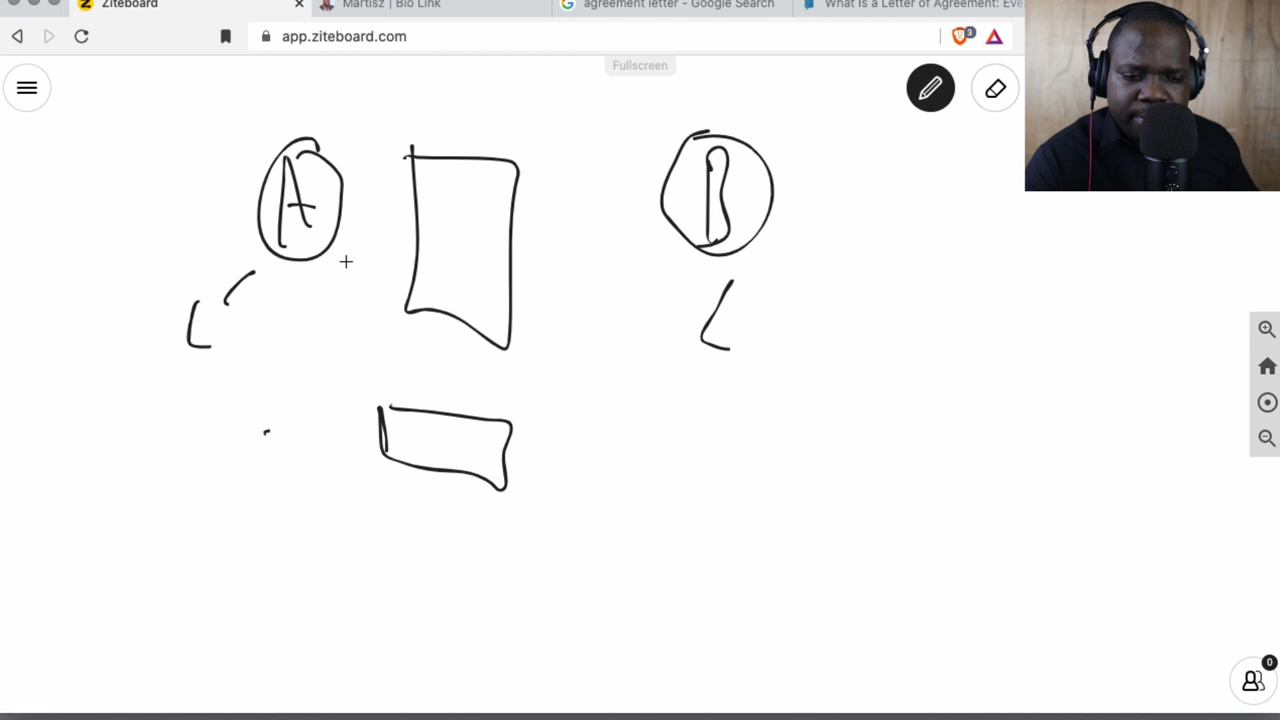 Ziteboard
Martisz | Bio Link
agreement letter - Google Search
What Is a Letter of Agreement: Eve
app.ziteboard.com
3
Fullscreen
A
B
0